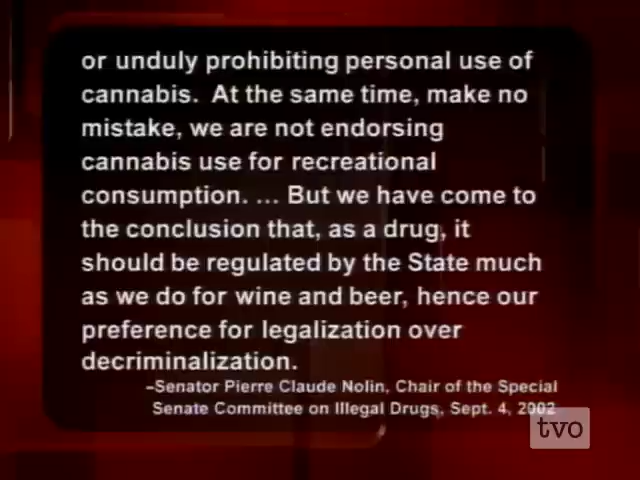 or unduly prohibiting personal use of
cannabis. At the same time, make no
mistake, we are not endorsing
cannabis use for recreational
consumption. ... But we have come to
the conclusion that, as a drug, it
should be regulated by the State much
as we do for wine and beer, hence our
preference for legalization over
decriminalization.
–Senator Pierre Claude Nolin, Chair of the Special
Senate Committee on Illegal Drugs, Sept. 4, 2002
tvo